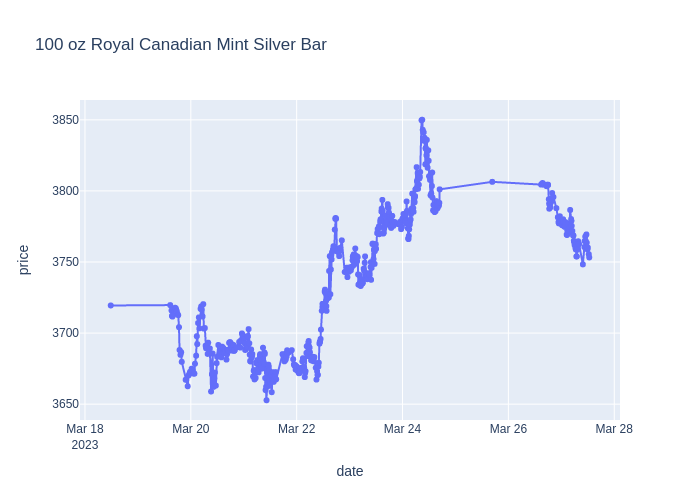 100 oz Royal Canadian Mint Silver Bar
3850
3800
3750
3700
3650
price
Mar 18
2023
Mar 20
Mar 22
Mar 24
Mar 26
Mar 28
date